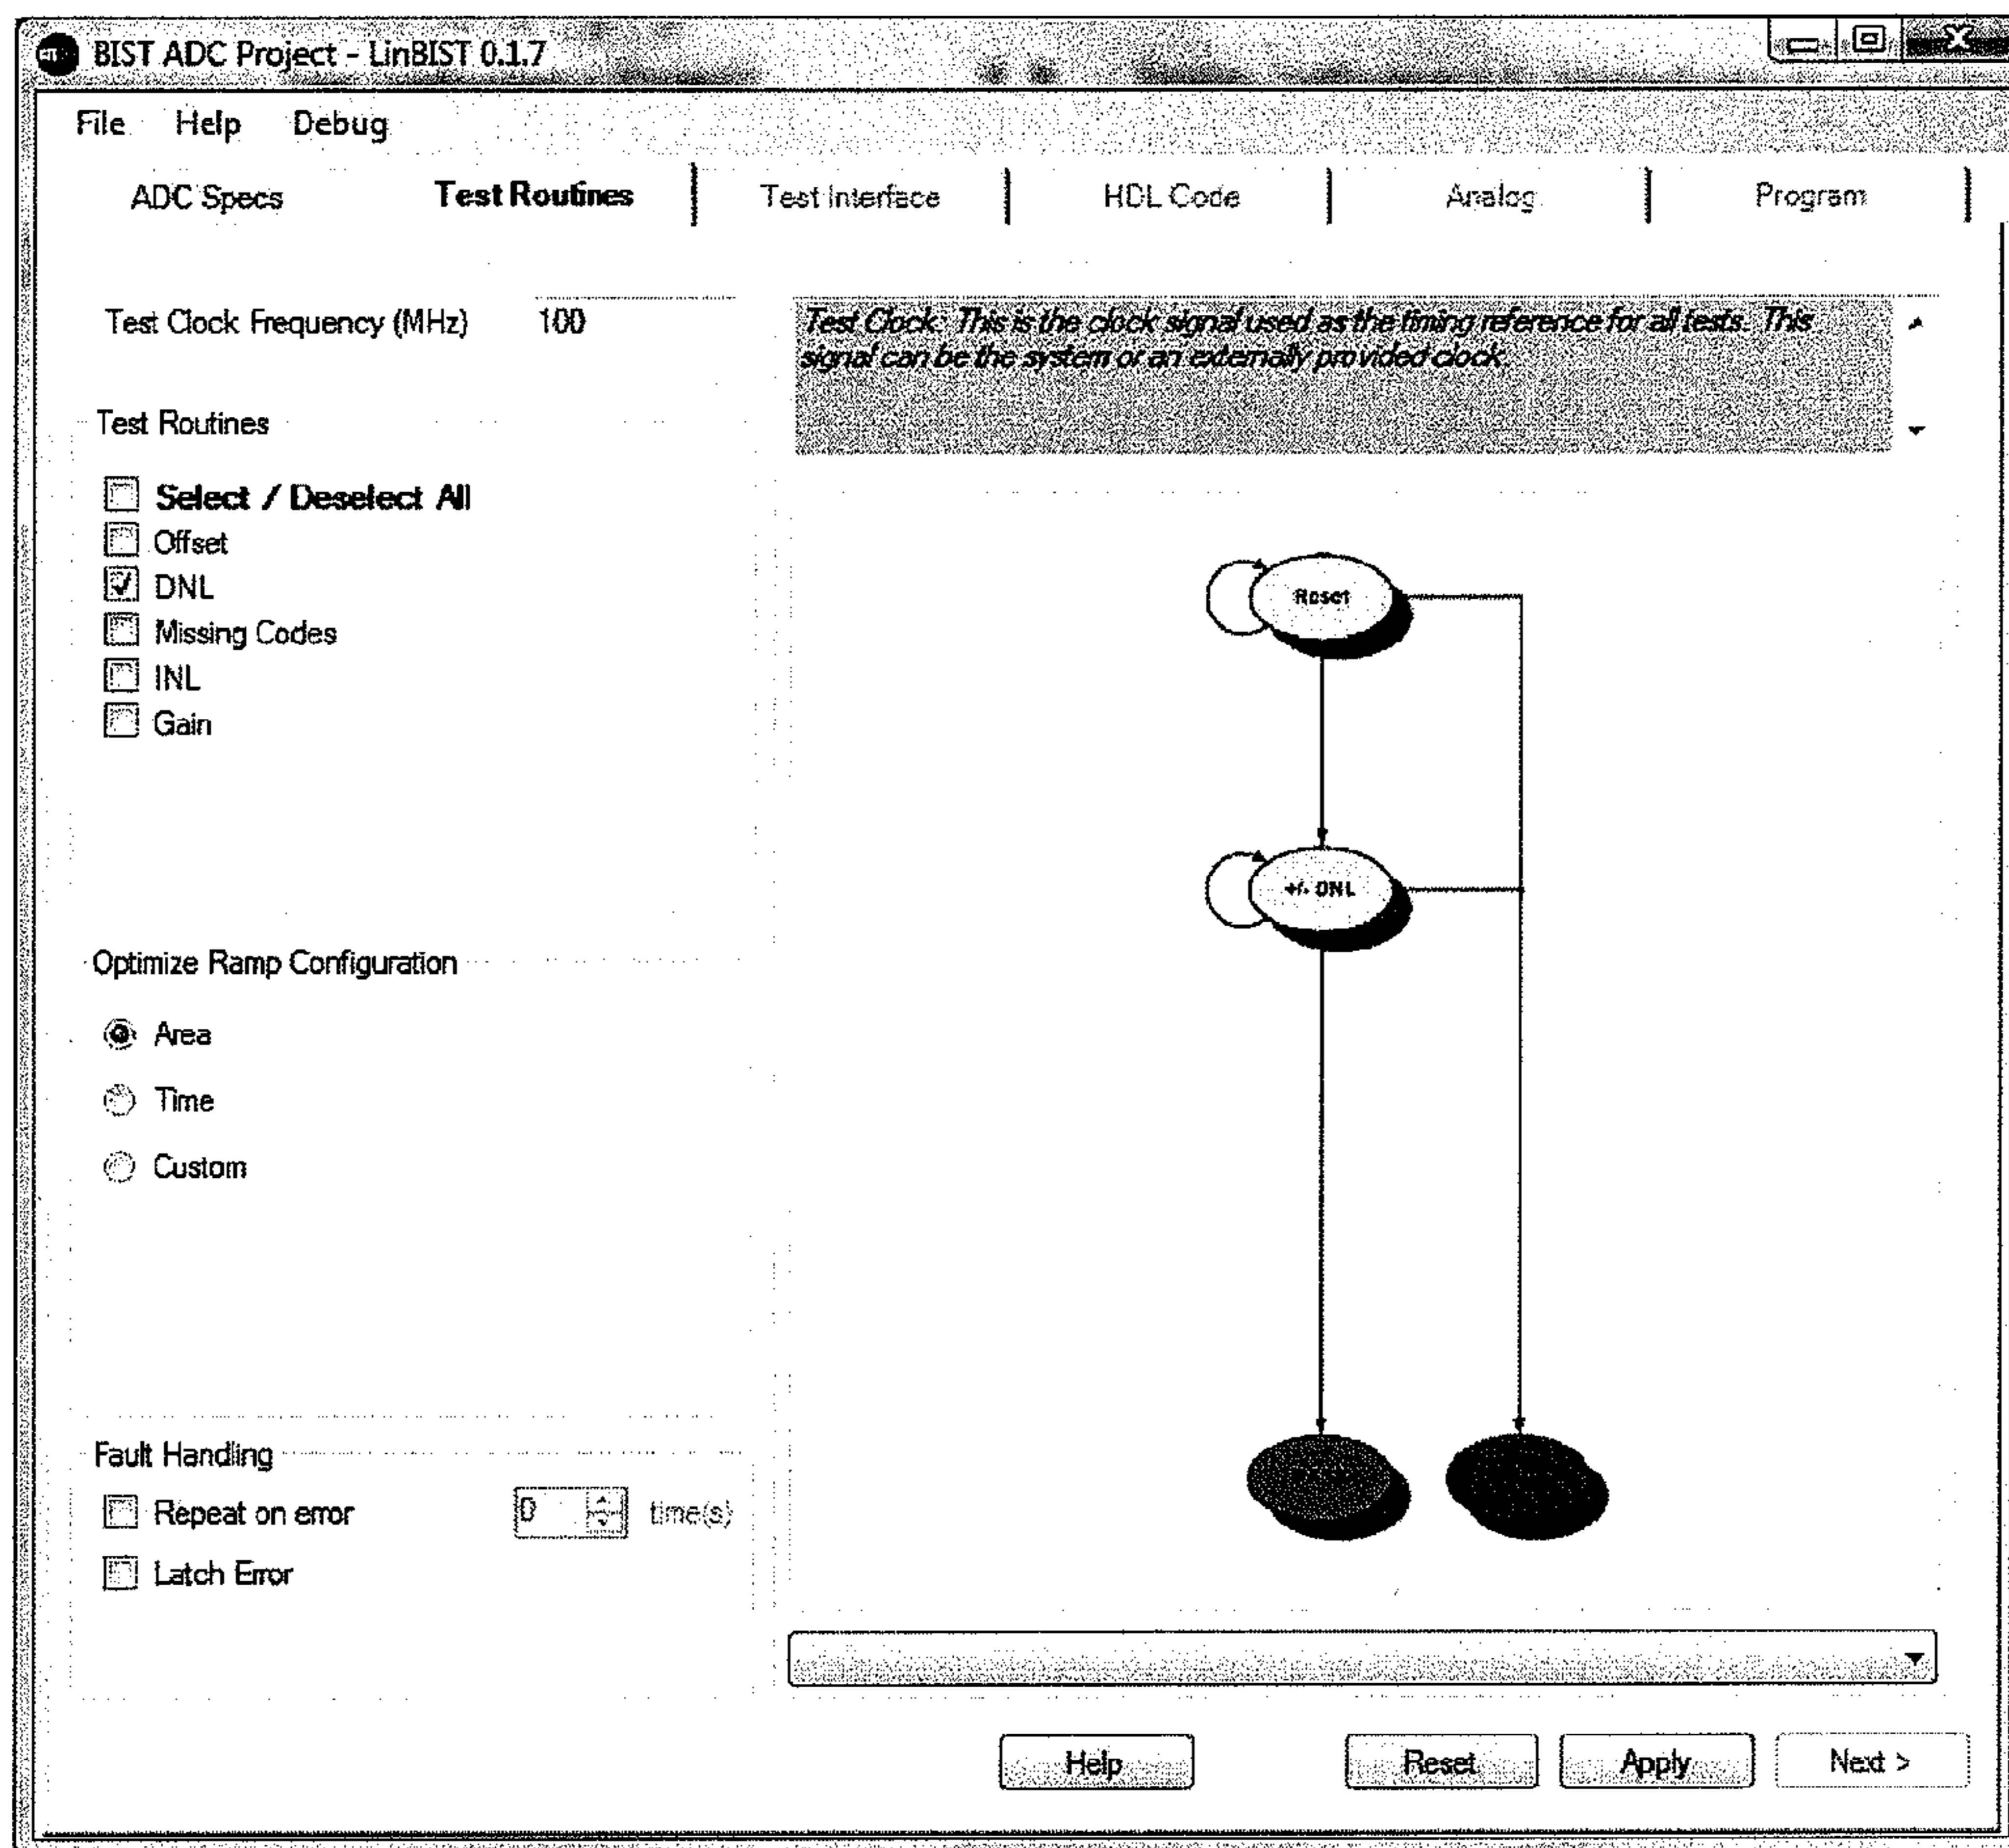 BIST ADC Project - LinBIST 0.1.7
File Help Debug
ADC Specs Test Routines Test Interface HDL Code Analog Program
Test Clock Frequency (MHz) 100
Test Clock: This is the clock signal used as the timing reference for all tests. This
signal can be the system or an externally provided clock.
Test Routines
Select / Deselect All
Offset
DNL
Missing Codes
INL
Gain
Reset
+/- DNL
Optimize Ramp Configuration
Area
Time
Custom
Fault Handling
Repeat on error 0 time(s)
Latch Error
Help Reset Apply Next >